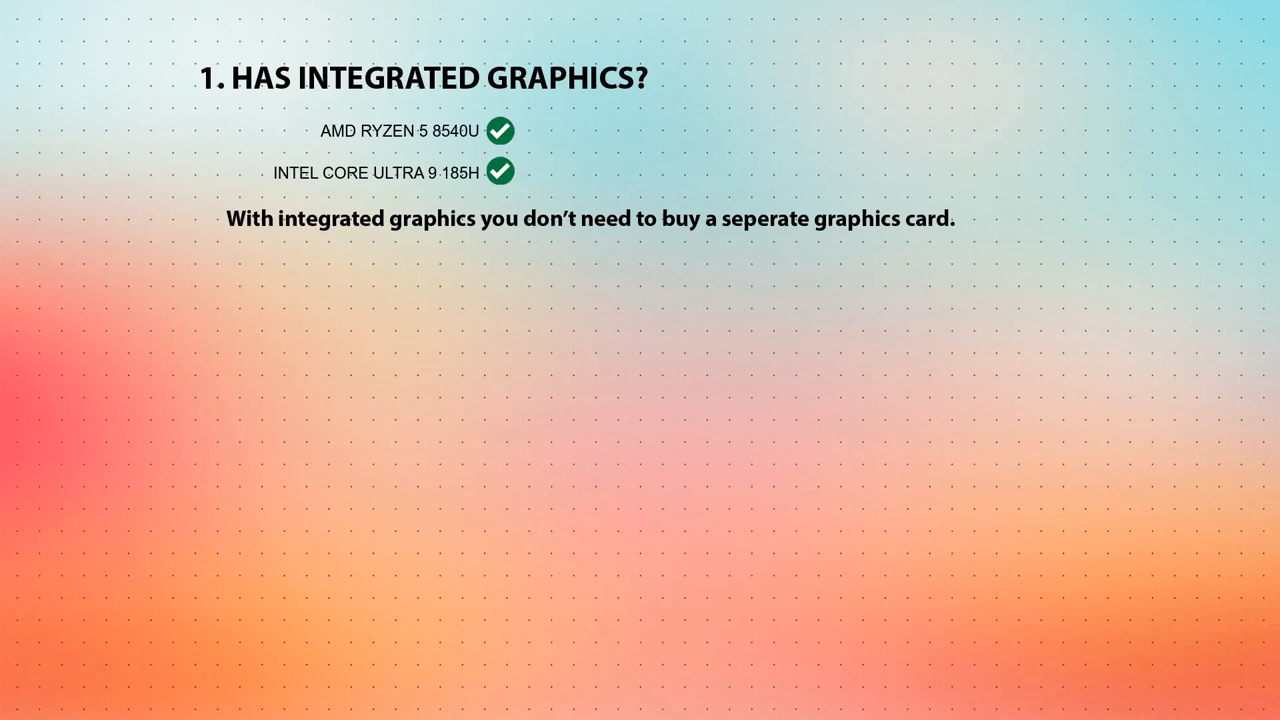 1. HAS INTEGRATED GRAPHICS?
AMD RYZEN 5 8540U
INTEL CORE ULTRA 9 185H
With integrated graphics you don’t need to buy a seperate graphics card.